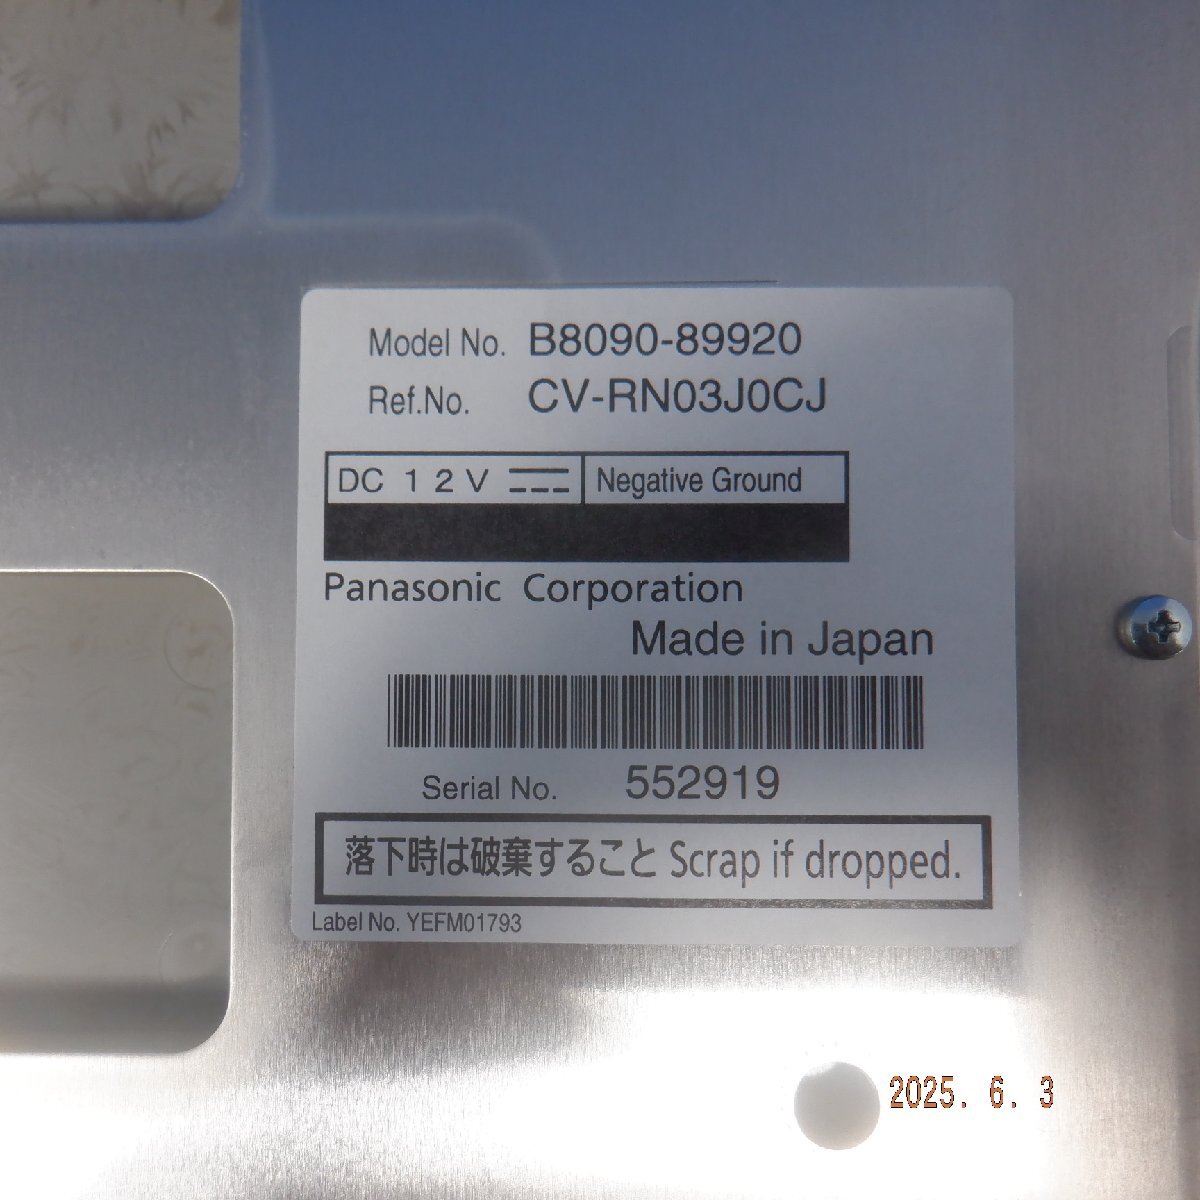 Model No. B8090-89920
Ref.No. CV-RN03J0CJ
DC 12V Negative Ground
Panasonic Corporation
Made in Japan
Serial No. 552919
落下時は破棄すること Scrap if dropped.
Label No. YEFM01793
2025. 6. 3